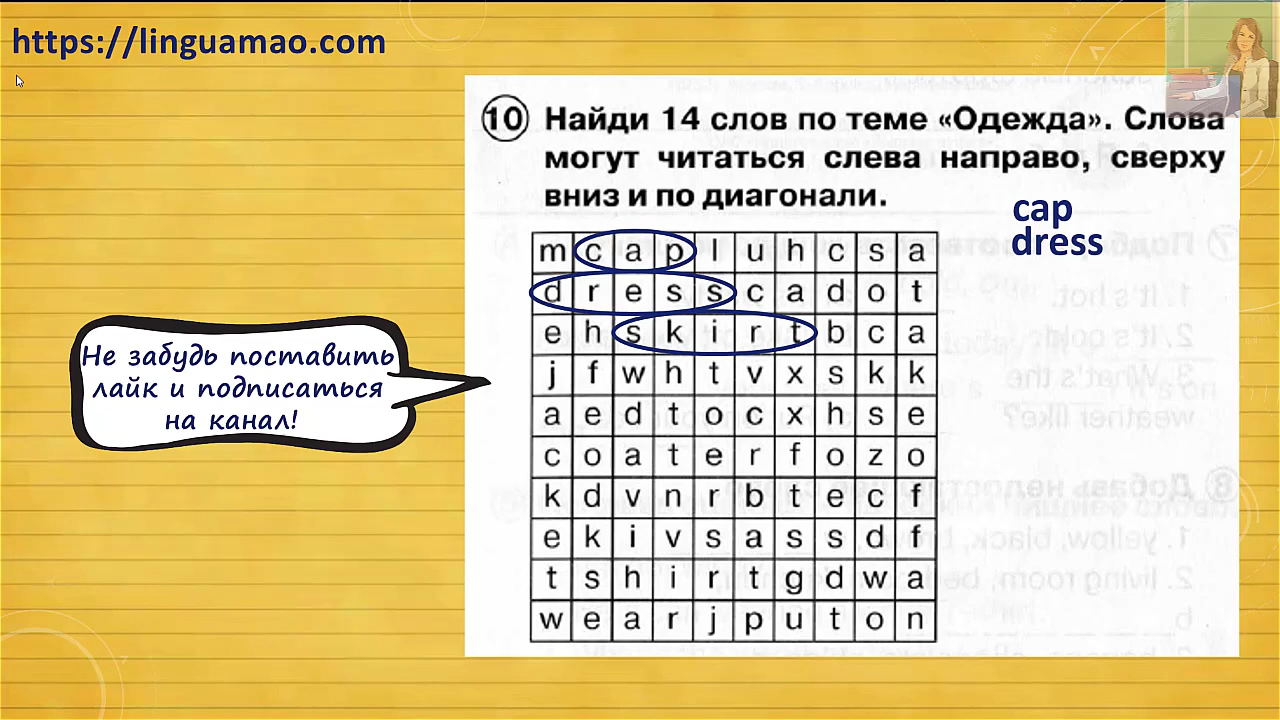 https://linguamao.com
10 Найди 14 слов по теме «Одежда». Слова
могут читаться слева направо, сверху
вниз и по диагонали.
cap
dress
m c a p l u h c s a
d r e s s c a d o t
e h s k i r t b c a
j f w h t v x s k k
a e d t o c x h s e
c o a t e r f o z o
k d v n r b t e c f
e k i v s a s s d f
t s h i r t g d w a
w e a r j p u t o n
Не забудь поставить
лайк и подписаться
на канал!